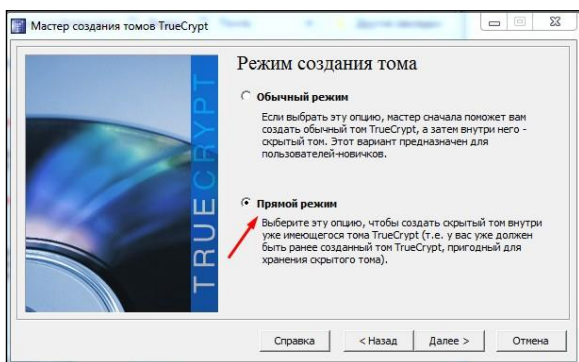 Мастер создания томов TrueCrypt
Режим создания тома
Обычный режим
Если выбрать эту опцию, мастер сначала поможет вам
создать обычный том TrueCrypt, а затем внутри него -
скрытый том. Этот вариант предназначен для
пользователей-новичков.
Прямой режим
Выберите эту опцию, чтобы создать скрытый том внутри
уже имеющегося тома TrueCrypt (т.е. у вас уже должен
быть ранее созданный том TrueCrypt, пригодный для
хранения скрытого тома).
TRUECRYPT
Справка
< Назад
Далее >
Отмена